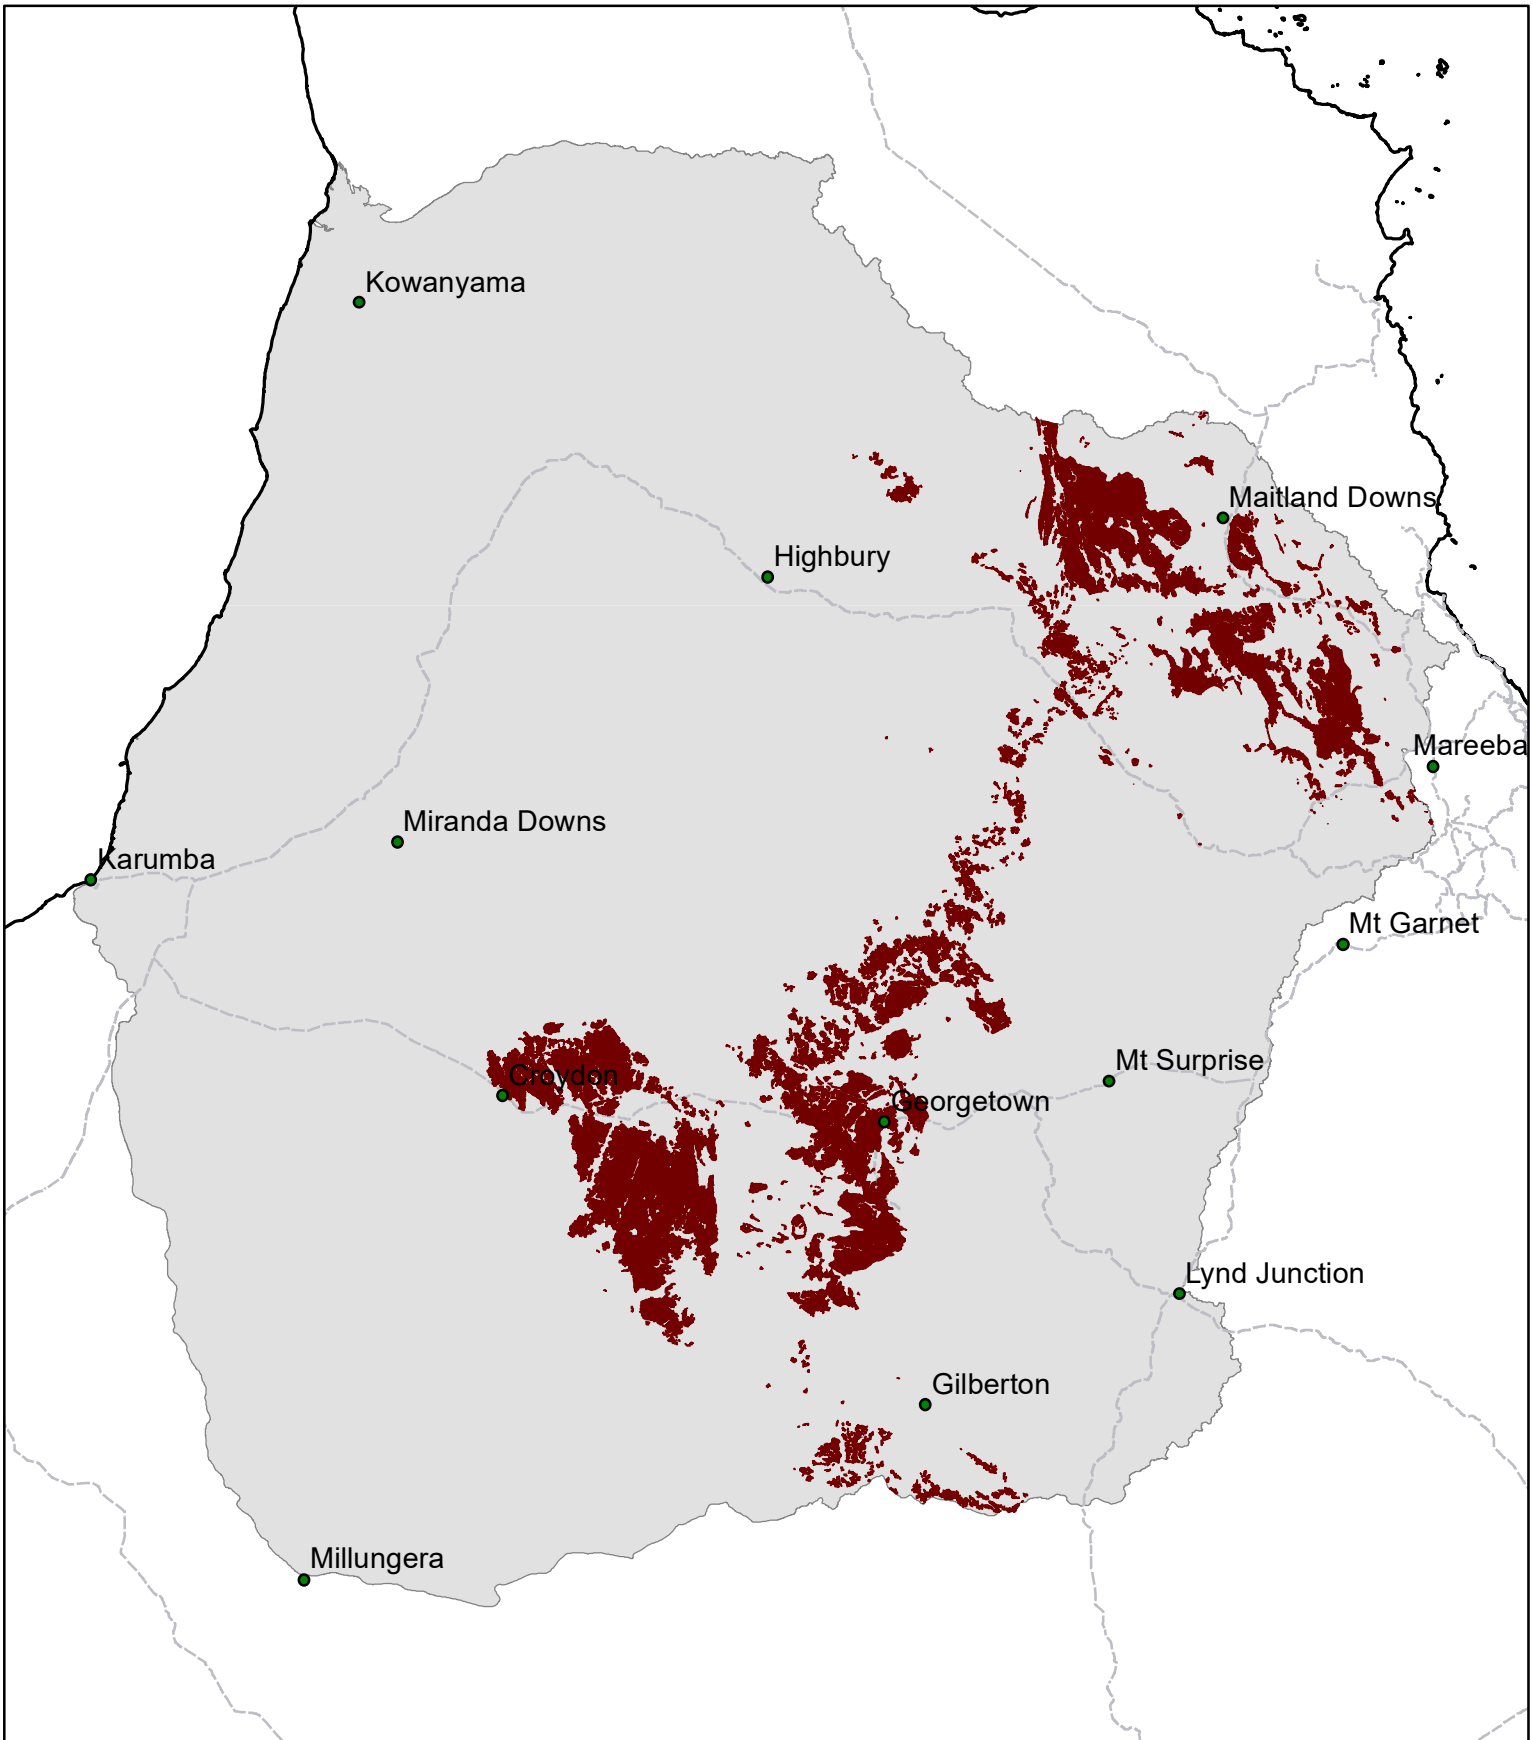 Kowanyama
Maitland Downs
Highbury
Mareeba
Miranda Downs
Karumba
Mt Garnet
Mt Surprise
Croydon
Georgetown
Lynd Junction
Gilberton
Millungera